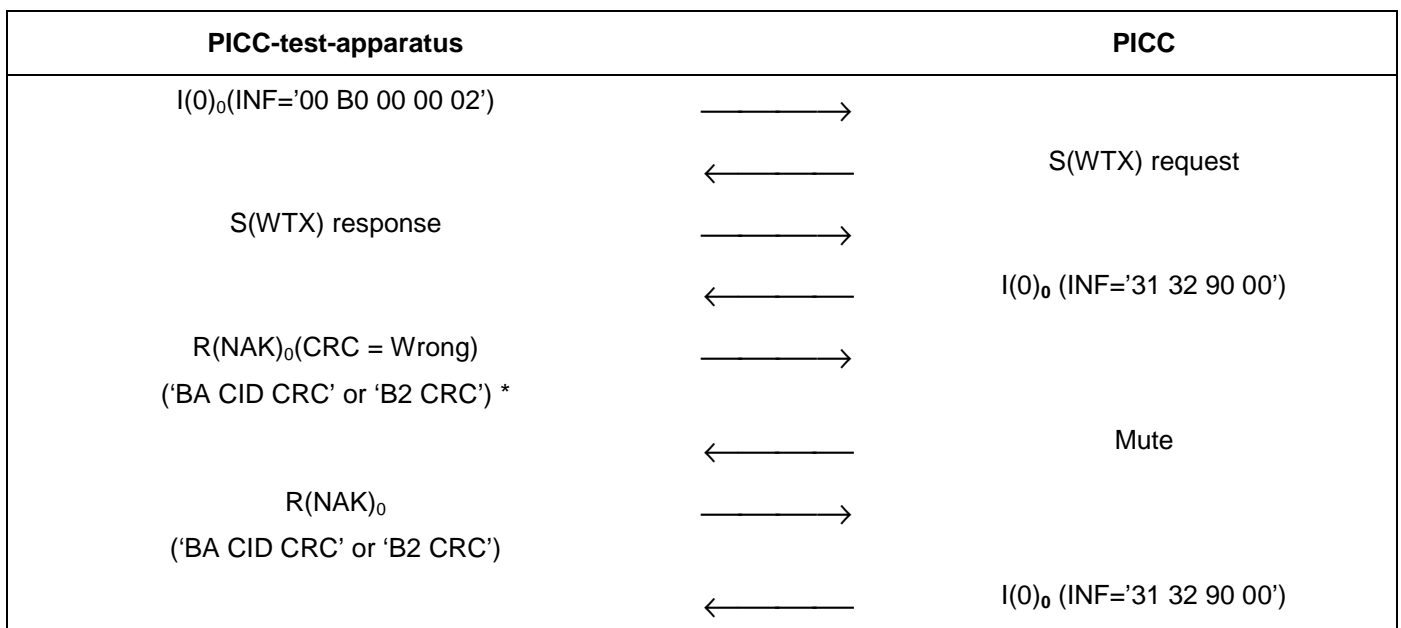 PICC-test-apparatus PICC
I(0)₀(INF=’00 B0 00 00 02’)
S(WTX) request
S(WTX) response
I(0)₀ (INF=’31 32 90 00’)
R(NAK)₀(CRC = Wrong)
(‘BA CID CRC’ or ‘B2 CRC’) *
Mute
R(NAK)₀
(‘BA CID CRC’ or ‘B2 CRC’)
I(0)₀ (INF=’31 32 90 00’)